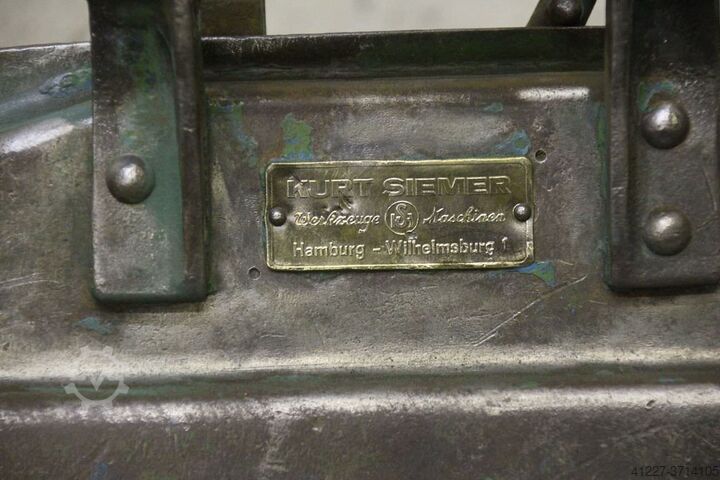 KURT SIEMER
Werkzeuge S Maschinen
Hamburg - Wilhelmsburg 1
41227-3714105